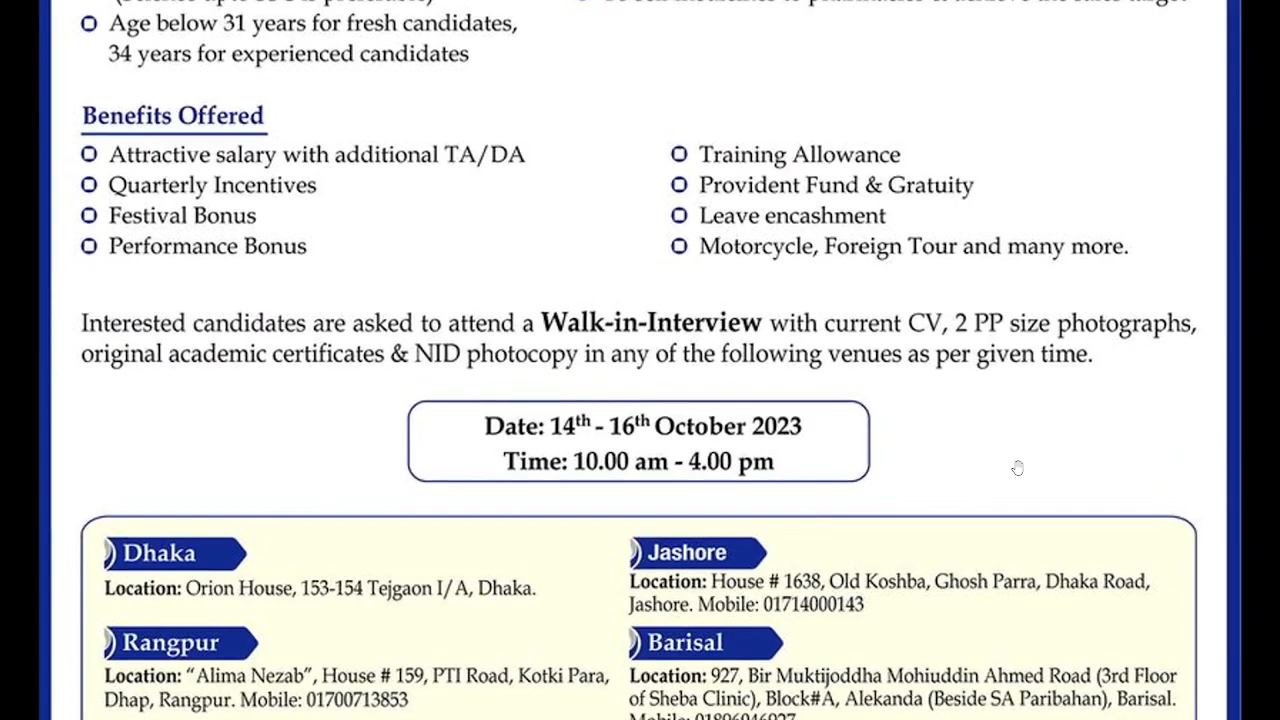 Age below 31 years for fresh candidates,
34 years for experienced candidates
Benefits Offered
Attractive salary with additional TA/DA
Quarterly Incentives
Festival Bonus
Performance Bonus
Training Allowance
Provident Fund & Gratuity
Leave encashment
Motorcycle, Foreign Tour and many more.
Interested candidates are asked to attend a Walk-in-Interview with current CV, 2 PP size photographs,
original academic certificates & NID photocopy in any of the following venues as per given time.
Date: 14th - 16th October 2023
Time: 10.00 am - 4.00 pm
Dhaka
Location: Orion House, 153-154 Tejgaon I/A, Dhaka.
Jashore
Location: House # 1638, Old Koshba, Ghosh Parra, Dhaka Road,
Jashore. Mobile: 01714000143
Rangpur
Location: “Alima Nezab”, House # 159, PTI Road, Kotki Para,
Dhap, Rangpur. Mobile: 01700713853
Barisal
Location: 927, Bir Muktijoddha Mohiuddin Ahmed Road (3rd Floor
of Sheba Clinic), Block#A, Alekanda (Beside SA Paribahan), Barisal.